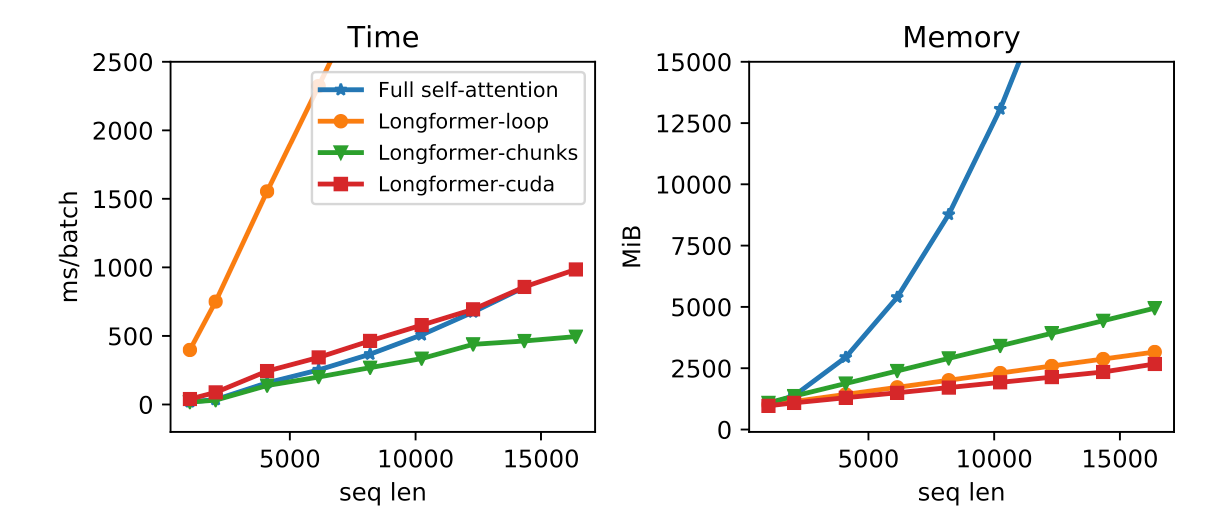 Time
2500
2000
1500
1000
500
0
ms/batch
5000
10000
15000
seq len
Full self-attention
Longformer-loop
Longformer-chunks
Longformer-cuda
Memory
15000
12500
10000
7500
5000
2500
0
MiB
5000
10000
15000
seq len